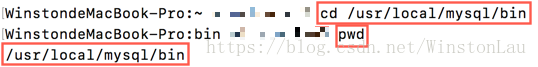 WinstondeMacBook-Pro:~ cd /usr/local/mysql/bin
WinstondeMacBook-Pro:bin pwd
/usr/local/mysql/bin
https://blog.csdn.net/WinstonLau